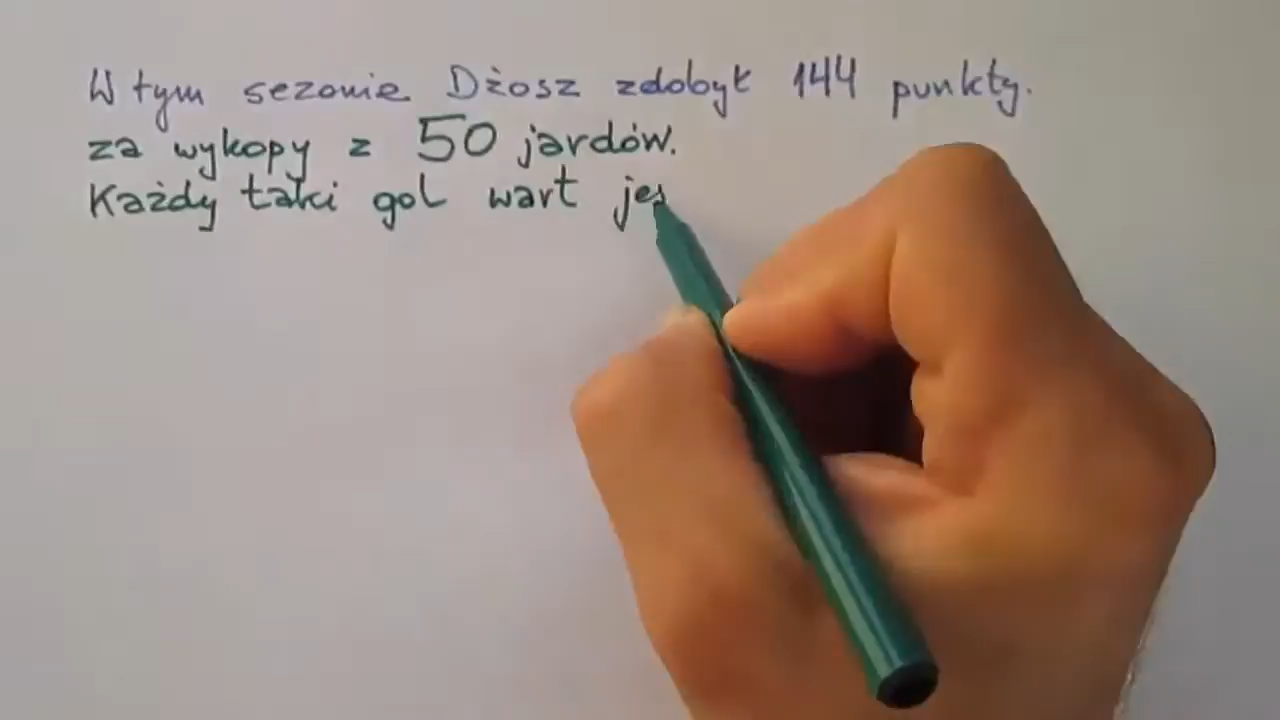 W tym sezonie Dżosz zdobył 144 punkty.
za wykopy z 50 jardów.
Każdy taki gol wart jes